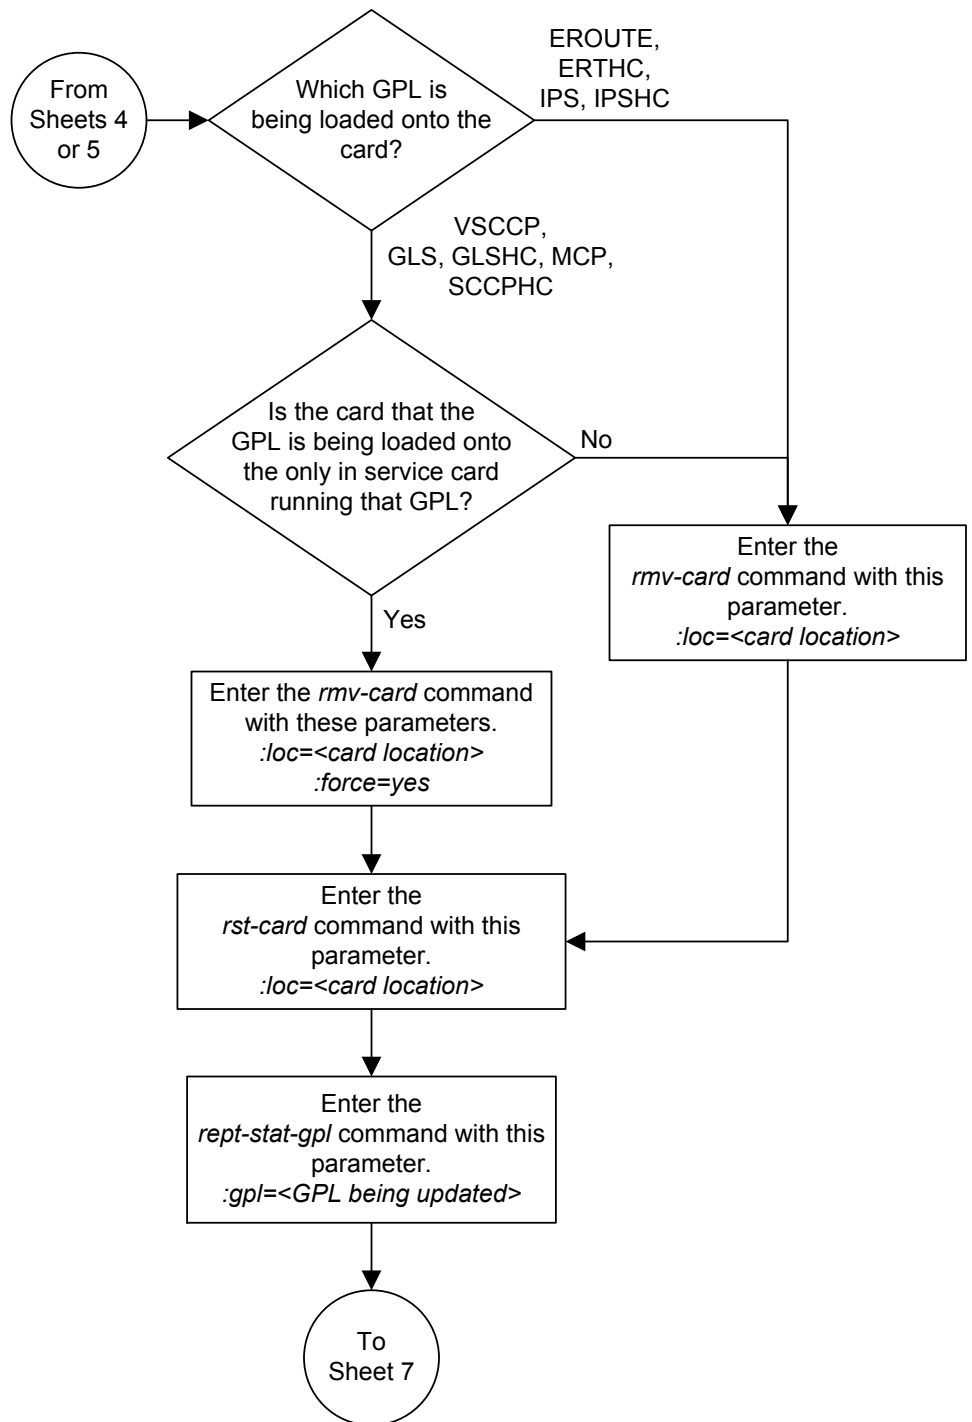 From
Sheets 4
or 5
Which GPL is
being loaded onto the
card?
EROUTE,
ERTHC,
IPS, IPSHC
VSCCP,
GLS, GLSHC, MCP,
SCCPHC
Is the card that the
GPL is being loaded onto
the only in service card
running that GPL?
No
Yes
Enter the
rmv-card command with this
parameter.
:loc=<card location>
Enter the rmv-card command
with these parameters.
:loc=<card location>
:force=yes
Enter the
rst-card command with this
parameter.
:loc=<card location>
Enter the
rept-stat-gpl command with this
parameter.
:gpl=<GPL being updated>
To
Sheet 7